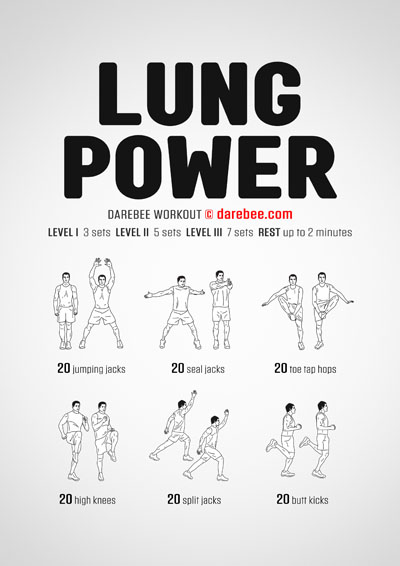 LUNG
POWER
DAREBEE WORKOUT © darebee.com
LEVEL I 3 sets LEVEL II 5 sets LEVEL III 7 sets REST up to 2 minutes
20 jumping jacks
20 seal jacks
20 toe tap hops
20 high knees
20 split jacks
20 butt kicks